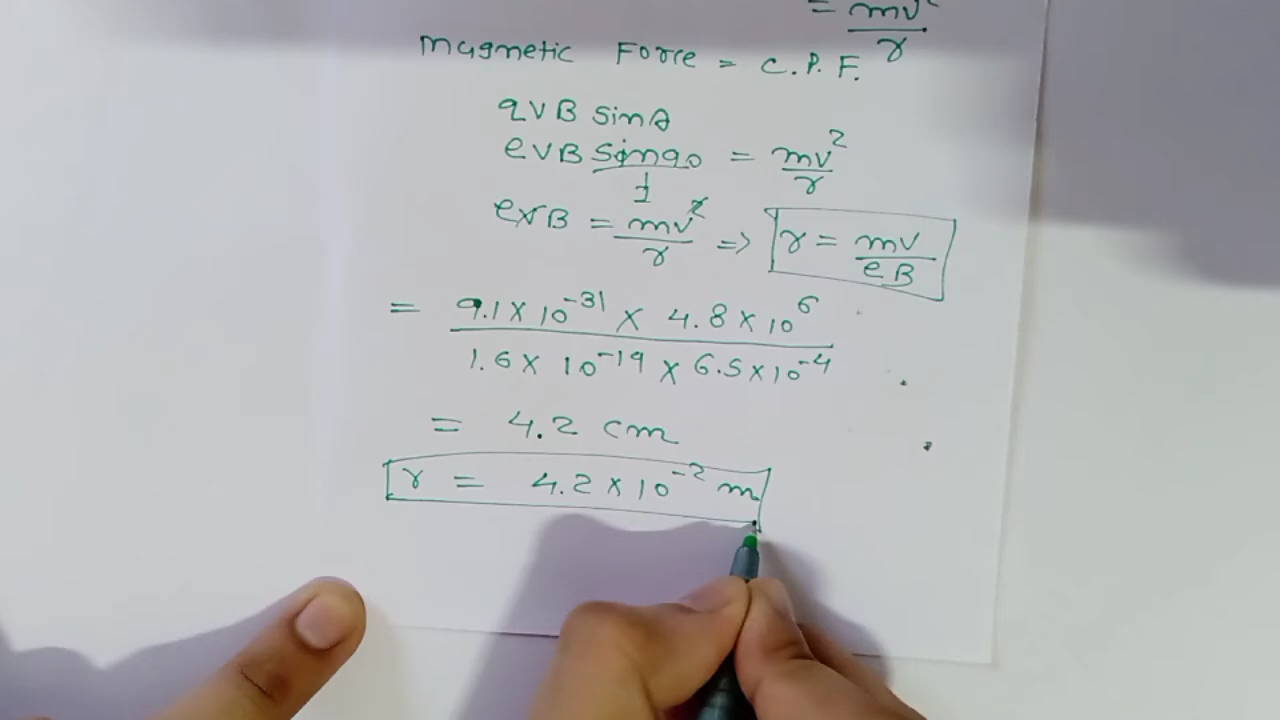 = mv²/r
Magnetic Force = C.P.F.
qVB sinθ
eVB sin90 = mv²/r
1
evB = mv²/r => r = mv/eB
= 9.1 × 10⁻³¹ × 4.8 × 10⁶ / 1.6 × 10⁻¹⁹ × 6.5 × 10⁻⁴
= 4.2 cm
r = 4.2 × 10⁻² m